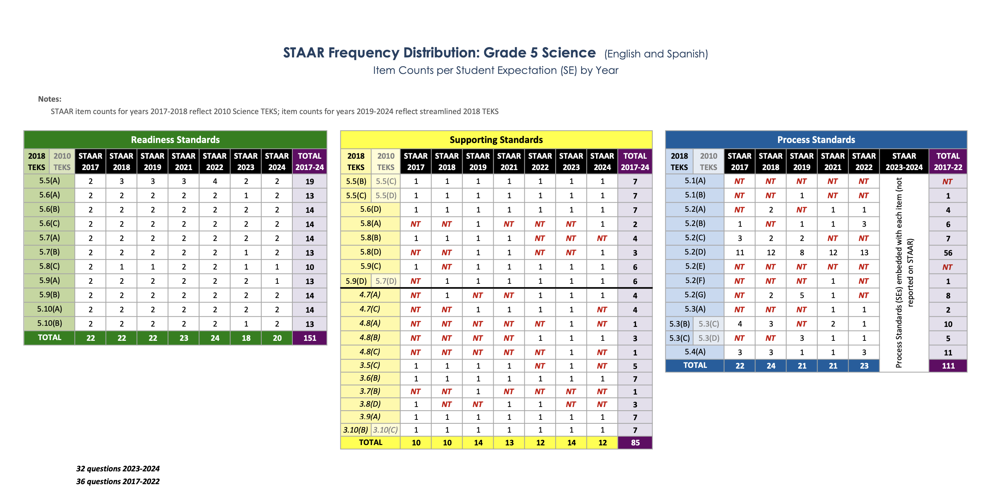 STAAR Frequency Distribution: Grade 5 Science (English and Spanish)
Item Counts per Student Expectation (SE) by Year
Notes:
STAAR item counts for years 2017-2018 reflect 2010 Science TEKS; item counts for years 2019-2024 reflect streamlined 2018 TEKS
Readiness Standards
2018 TEKS 2010 TEKS STAAR 2017 STAAR 2018 STAAR 2019 STAAR 2021 STAAR 2022 STAAR 2023 STAAR 2024 TOTAL 2017-24
5.5(A) 2 3 3 3 4 2 2 19
5.6(A) 2 2 2 2 2 1 2 13
5.6(B) 2 2 2 2 2 2 2 14
5.6(C) 2 2 2 2 2 2 2 14
5.7(A) 2 2 2 2 2 2 2 14
5.7(B) 2 2 2 2 2 1 2 13
5.8(C) 2 1 1 2 2 1 1 10
5.9(A) 2 2 2 2 2 2 1 13
5.9(B) 2 2 2 2 2 2 2 14
5.10(A) 2 2 2 2 2 2 2 14
5.10(B) 2 2 2 2 2 1 2 13
TOTAL 22 22 22 23 24 18 20 151
Supporting Standards
2018 TEKS 2010 TEKS STAAR 2017 STAAR 2018 STAAR 2019 STAAR 2021 STAAR 2022 STAAR 2023 STAAR 2024 TOTAL 2017-24
5.5(B) 5.5(C) 1 1 1 1 1 1 1 7
5.5(C) 5.5(D) 1 1 1 1 1 1 1 7
5.6(D) 1 1 1 1 1 1 1 7
5.8(A) NT NT 1 NT NT NT 1 2
5.8(B) 1 1 1 1 NT NT NT 4
5.8(D) NT NT 1 1 NT NT 1 3
5.9(C) 1 NT 1 1 1 1 1 6
5.9(D) 5.7(D) NT 1 1 1 1 1 1 6
4.7(A) NT 1 NT NT 1 1 1 4
4.7(C) NT NT 1 1 1 1 NT 4
4.8(A) NT NT NT NT NT 1 NT 1
4.8(B) NT NT NT NT 1 1 1 3
4.8(C) NT NT NT NT NT 1 NT 1
3.5(C) 1 1 1 1 NT 1 NT 5
3.6(B) 1 1 1 1 1 1 1 7
3.7(B) NT NT 1 NT NT NT NT 1
3.8(D) 1 NT NT 1 1 NT NT 3
3.9(A) 1 1 1 1 1 1 1 7
3.10(B) 3.10(C) 1 1 1 1 1 1 1 7
TOTAL 10 10 14 13 12 14 12 85
Process Standards
2018 TEKS 2010 TEKS STAAR 2017 STAAR 2018 STAAR 2019 STAAR 2021 STAAR 2022 STAAR 2023-2024 TOTAL 2017-22
5.1(A) NT NT NT NT NT NT
5.1(B) NT NT 1 NT NT 1
5.2(A) NT 2 NT 1 1 4
5.2(B) 1 NT 1 1 3 6
5.2(C) 3 2 2 NT NT 7
5.2(D) 11 12 8 12 13 56
5.2(E) NT NT NT NT NT NT
5.2(F) NT NT NT 1 NT 1
5.2(G) NT 2 5 1 NT 8
5.3(A) NT NT NT 1 1 2
5.3(B) 5.3(C) 4 3 NT 2 1 10
5.3(C) 5.3(D) NT NT 3 1 1 5
5.4(A) 3 3 1 1 3 11
TOTAL 22 24 21 21 23 111
Process Standards (SEs) embedded with each item (not
reported on STAAR)
32 questions 2023-2024
36 questions 2017-2022